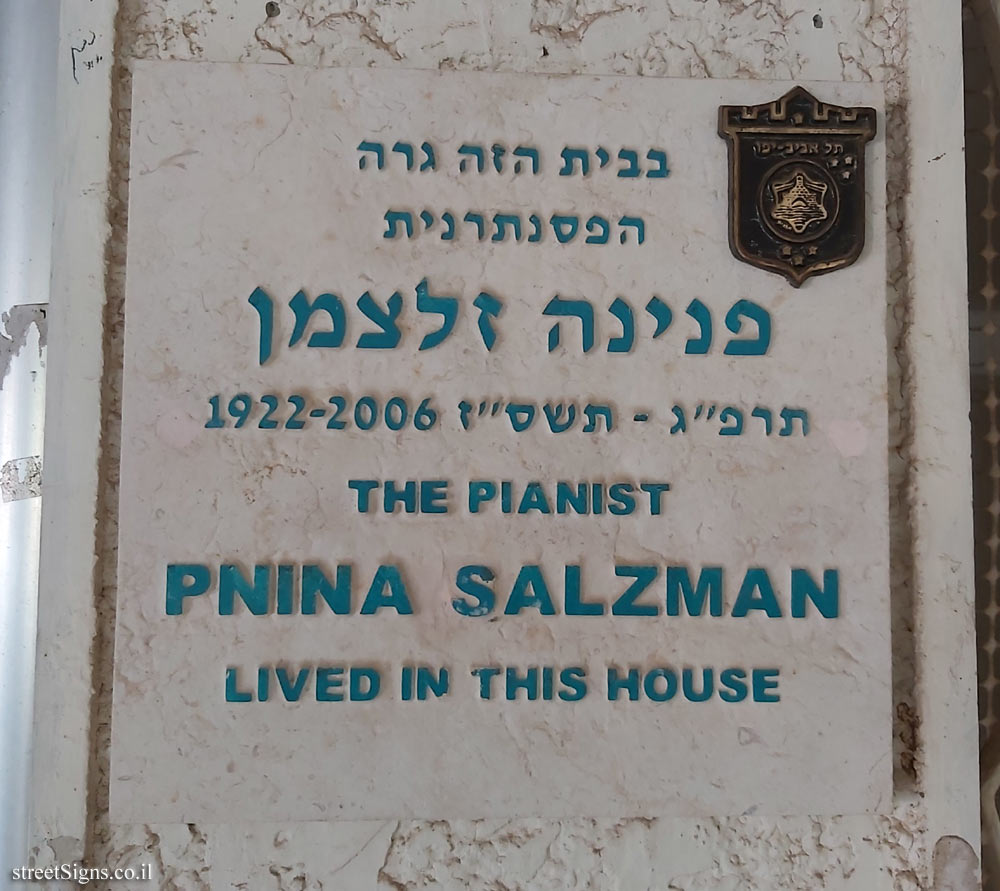 תל אביב-יפו
בבית הזה גרה
הפסנתרנית
פנינה זלצמן
תרפ״ג - תשס״ז 1922-2006
THE PIANIST
PNINA SALZMAN
LIVED IN THIS HOUSE
streetSigns.co.il